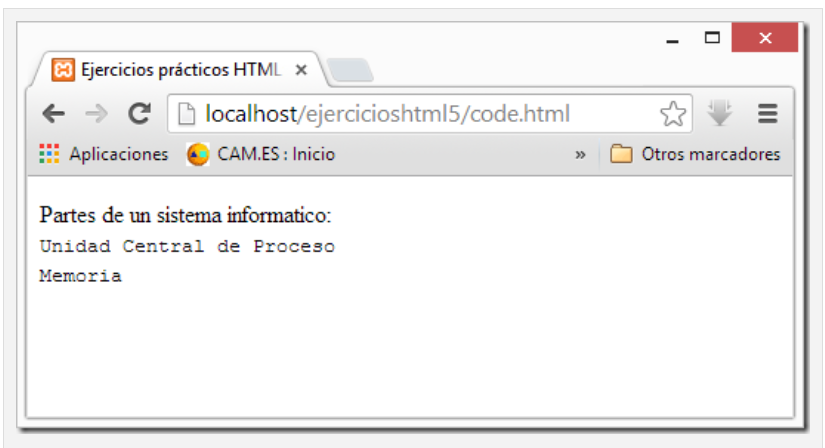 Ejercicios prácticos HTML
localhost/ejercicioshtml5/code.html
Aplicaciones CAM.ES : Inicio » Otros marcadores
Partes de un sistema informatico:
Unidad Central de Proceso
Memoria